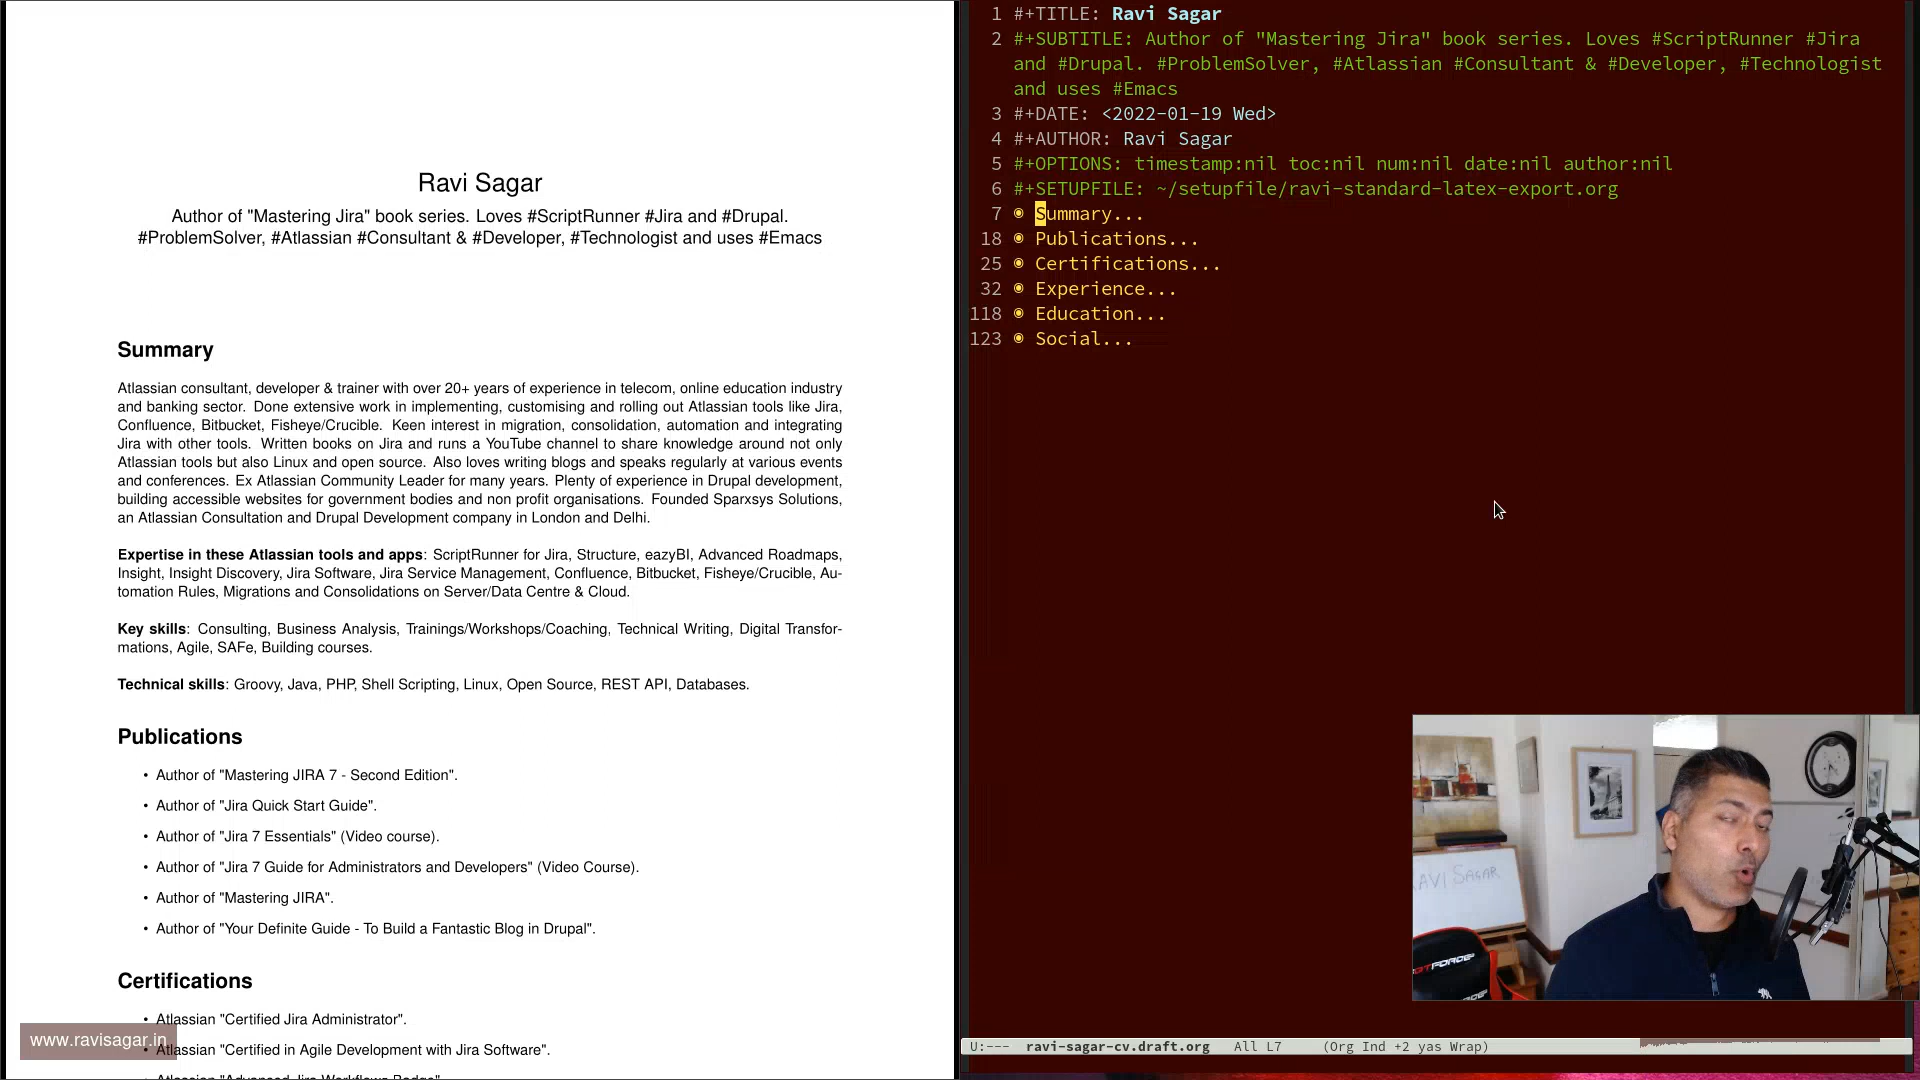 Ravi Sagar
Author of "Mastering Jira" book series. Loves #ScriptRunner #Jira and #Drupal.
#ProblemSolver, #Atlassian #Consultant & #Developer, #Technologist and uses #Emacs
Summary
Atlassian consultant, developer & trainer with over 20+ years of experience in telecom, online education industry
and banking sector. Done extensive work in implementing, customising and rolling out Atlassian tools like Jira,
Confluence, Bitbucket, Fisheye/Crucible. Keen interest in migration, consolidation, automation and integrating
Jira with other tools. Written books on Jira and runs a YouTube channel to share knowledge around not only
Atlassian tools but also Linux and open source. Also loves writing blogs and speaks regularly at various events
and conferences. Ex Atlassian Community Leader for many years. Plenty of experience in Drupal development,
building accessible websites for government bodies and non profit organisations. Founded Sparxsys Solutions,
an Atlassian Consultation and Drupal Development company in London and Delhi.
Expertise in these Atlassian tools and apps: ScriptRunner for Jira, Structure, eazyBI, Advanced Roadmaps,
Insight, Insight Discovery, Jira Software, Jira Service Management, Confluence, Bitbucket, Fisheye/Crucible, Au-
tomation Rules, Migrations and Consolidations on Server/Data Centre & Cloud.
Key skills: Consulting, Business Analysis, Trainings/Workshops/Coaching, Technical Writing, Digital Transfor-
mations, Agile, SAFe, Building courses.
Technical skills: Groovy, Java, PHP, Shell Scripting, Linux, Open Source, REST API, Databases.
Publications
• Author of "Mastering JIRA 7 - Second Edition".
• Author of "Jira Quick Start Guide".
• Author of "Jira 7 Essentials" (Video course).
• Author of "Jira 7 Guide for Administrators and Developers" (Video Course).
• Author of "Mastering JIRA".
• Author of "Your Definite Guide - To Build a Fantastic Blog in Drupal".
Certifications
• Atlassian "Certified Jira Administrator".
• Atlassian "Certified in Agile Development with Jira Software".
Atlassian "Advanced Jira Workflows Badge".
www.ravisagar.in
1 #+TITLE: Ravi Sagar
2 #+SUBTITLE: Author of "Mastering Jira" book series. Loves #ScriptRunner #Jira
and #Drupal. #ProblemSolver, #Atlassian #Consultant & #Developer, #Technologist
and uses #Emacs
3 #+DATE: <2022-01-19 Wed>
4 #+AUTHOR: Ravi Sagar
5 #+OPTIONS: timestamp:nil toc:nil num:nil date:nil author:nil
6 #+SETUPFILE: ~/setupfile/ravi-standard-latex-export.org
7 ◉ Summary...
18 ◉ Publications...
25 ◉ Certifications...
32 ◉ Experience...
118 ◉ Education...
123 ◉ Social...
RAVI SAGAR
U:--- ravi-sagar-cv.draft.org All L7 (Org Ind +2 yas Wrap)